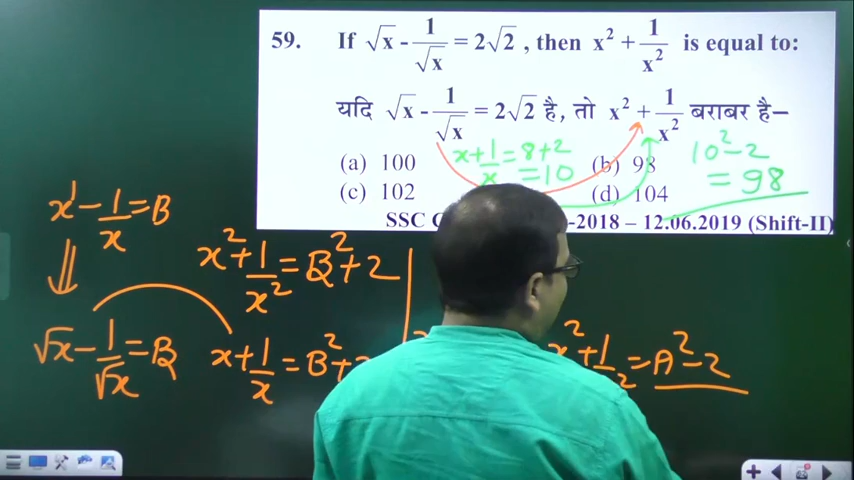 59. If √x - 1/√x = 2√2 , then x² + 1/x² is equal to:
यदि √x - 1/√x = 2√2 है, तो x² + 1/x² बराबर है–
x + 1/x = 8+2
= 10
10² - 2
= 98
(a) 100 (b) 98
(c) 102 (d) 104
SSC -2018 – 12.06.2019 (Shift-II)
x¹ - 1/x = B
x² + 1/x² = B² + 2
√x - 1/√x = B
x + 1/x = B² +
x² + 1/ 2 = A² - 2